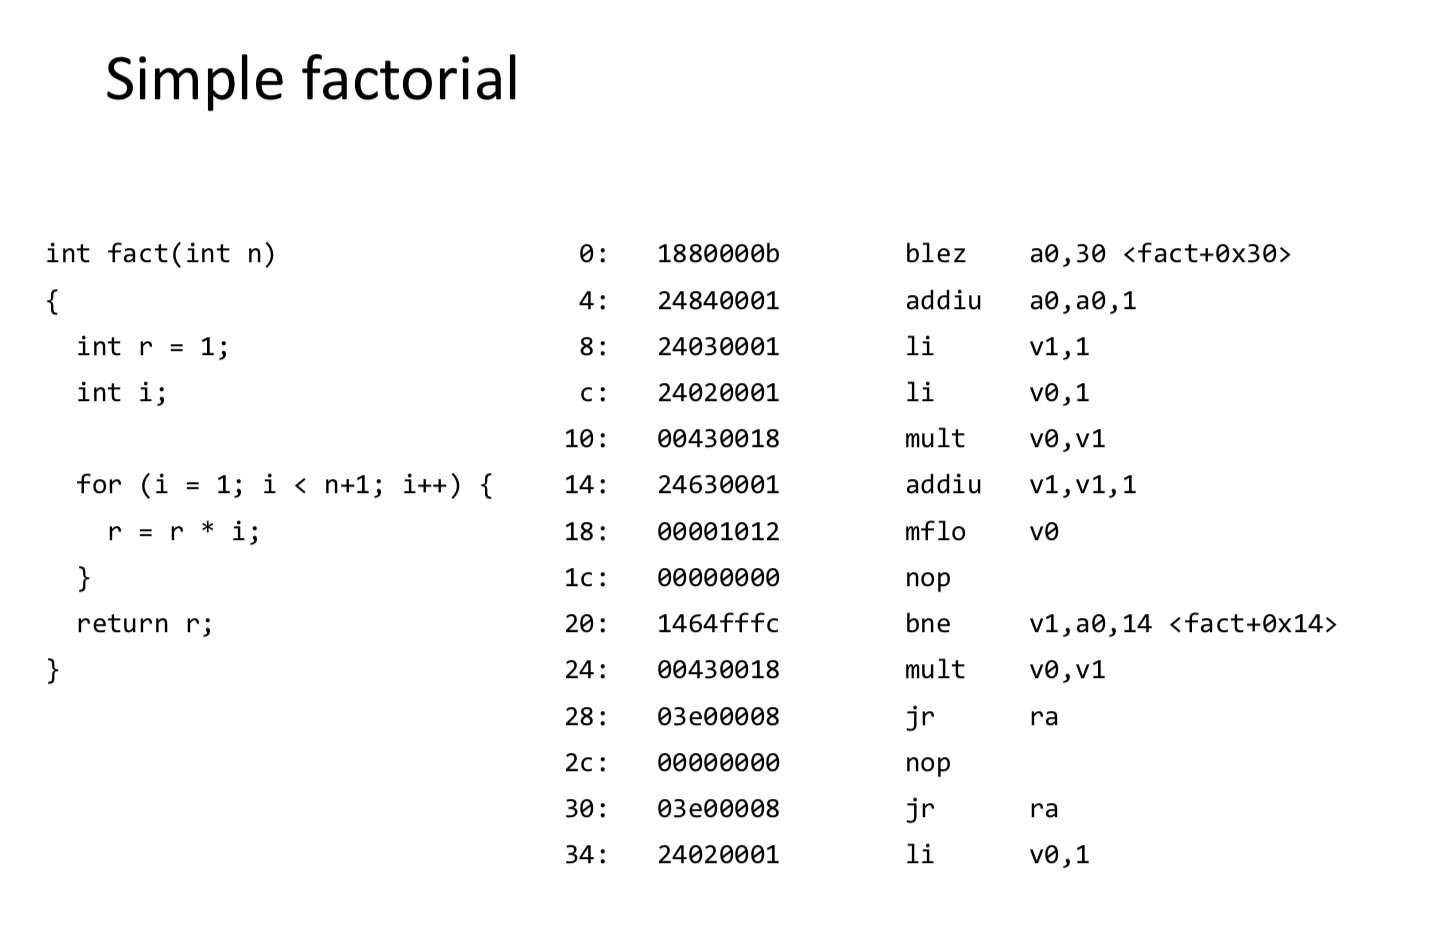 Simple factorial
int fact(int n)
{
  int r = 1;
  int i;

  for (i = 1; i < n+1; i++) {
    r = r * i;
  }
  return r;
}
0: 1880000b blez a0,30 <fact+0x30>
4: 24840001 addiu a0,a0,1
8: 24030001 li v1,1
c: 24020001 li v0,1
10: 00430018 mult v0,v1
14: 24630001 addiu v1,v1,1
18: 00001012 mflo v0
1c: 00000000 nop
20: 1464fffc bne v1,a0,14 <fact+0x14>
24: 00430018 mult v0,v1
28: 03e00008 jr ra
2c: 00000000 nop
30: 03e00008 jr ra
34: 24020001 li v0,1